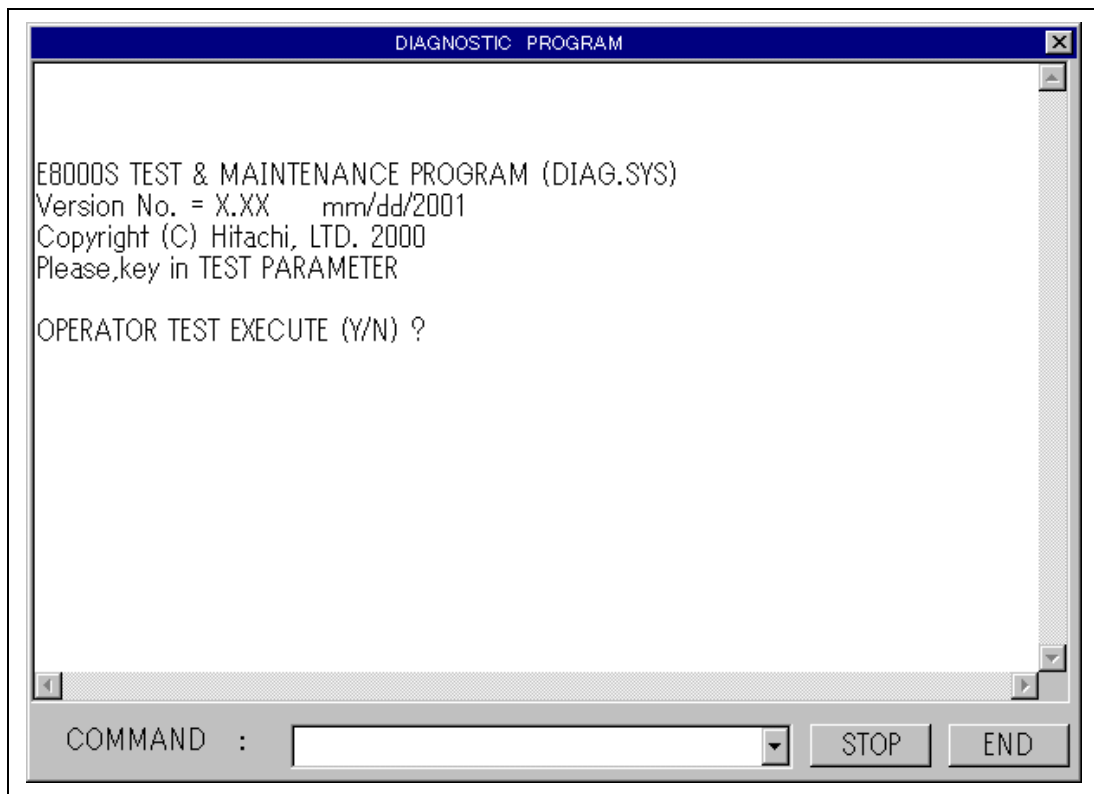 DIAGNOSTIC PROGRAM
E8000S TEST & MAINTENANCE PROGRAM (DIAG.SYS)
Version No. = X.XX mm/dd/2001
Copyright (C) Hitachi, LTD. 2000
Please,key in TEST PARAMETER
OPERATOR TEST EXECUTE (Y/N) ?
COMMAND : STOP END